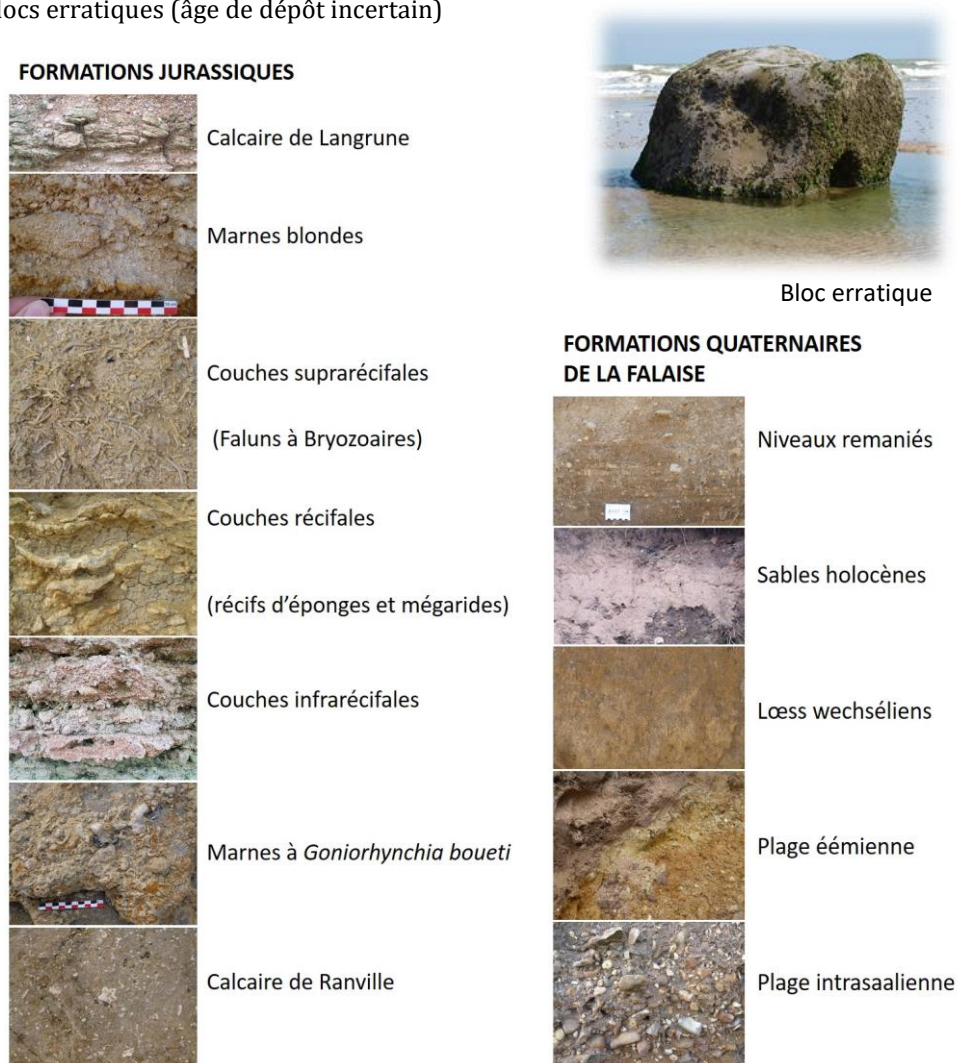 locs erratiques (âge de dépôt incertain)
FORMATIONS JURASSIQUES
Calcaire de Langrune
Marnes blondes
Couches suprarécifales
(Faluns à Bryozoaires)
Couches récifales
(récifs d'éponges et mégarides)
Couches infrarécifales
Marnes à Goniorhynchia boueti
Calcaire de Ranville
Bloc erratique
FORMATIONS QUATERNAIRES
DE LA FALAISE
Niveaux remaniés
Sables holocènes
Lœss wechséliens
Plage éémienne
Plage intrasaalienne